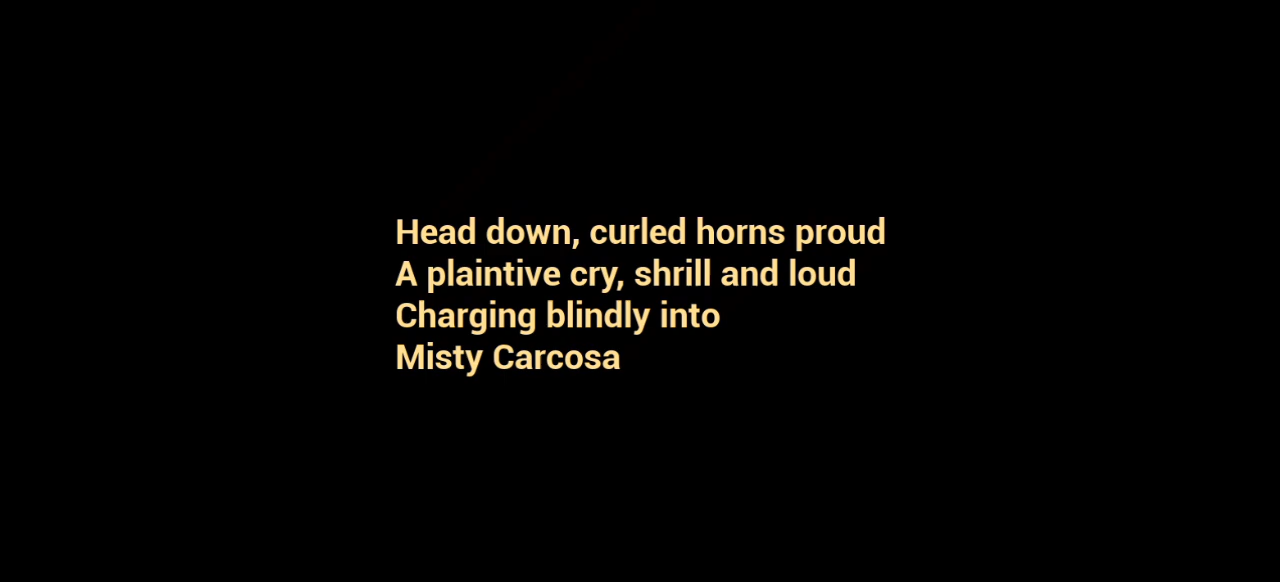 Head down, curled horns proud
A plaintive cry, shrill and loud
Charging blindly into
Misty Carcosa